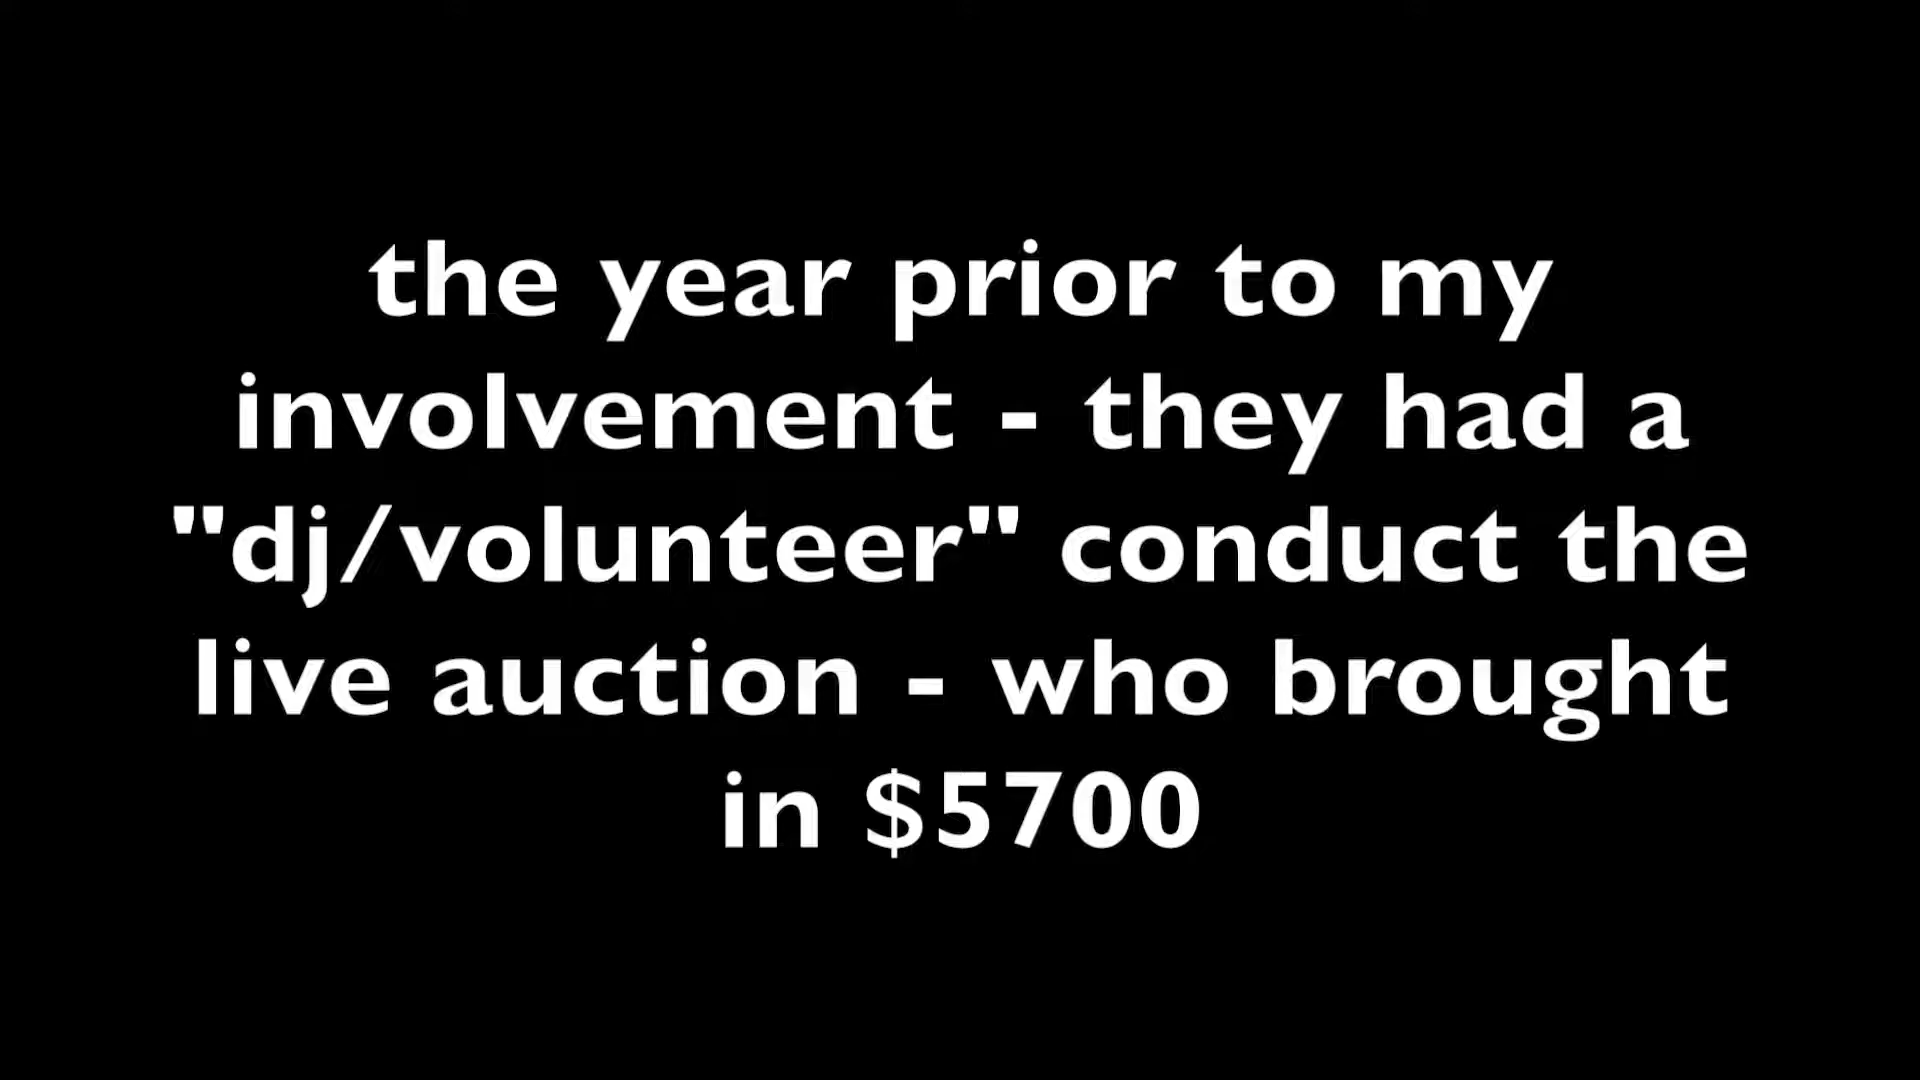 the year prior to my
involvement - they had a
"dj/volunteer" conduct the
live auction - who brought
in $5700